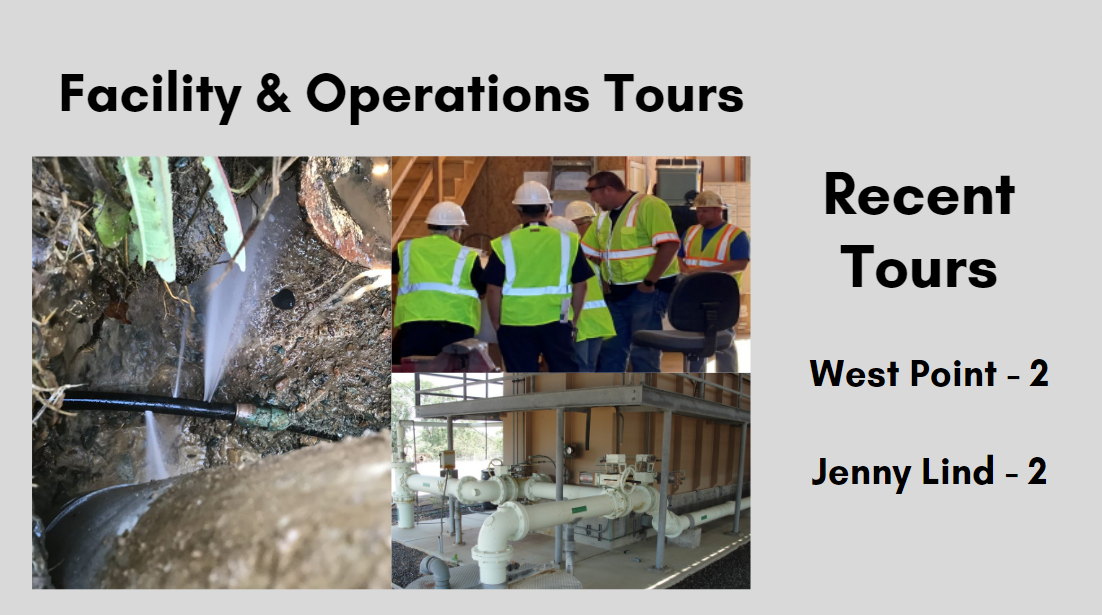 Facility & Operations Tours
Recent
Tours
West Point - 2
Jenny Lind - 2